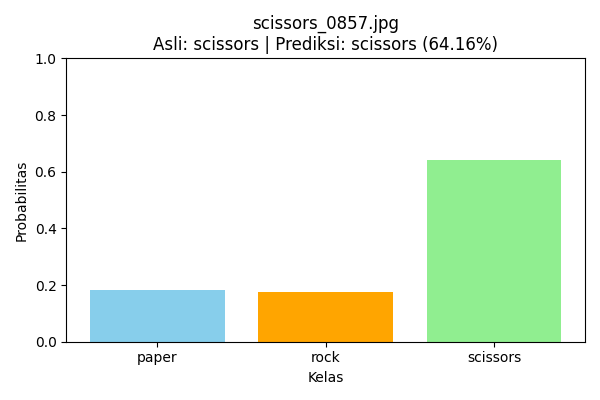 scissors_0857.jpg
Asli: scissors | Prediksi: scissors (64.16%)
1.0
0.8
0.6
0.4
0.2
0.0
Probabilitas
paper rock scissors
Kelas